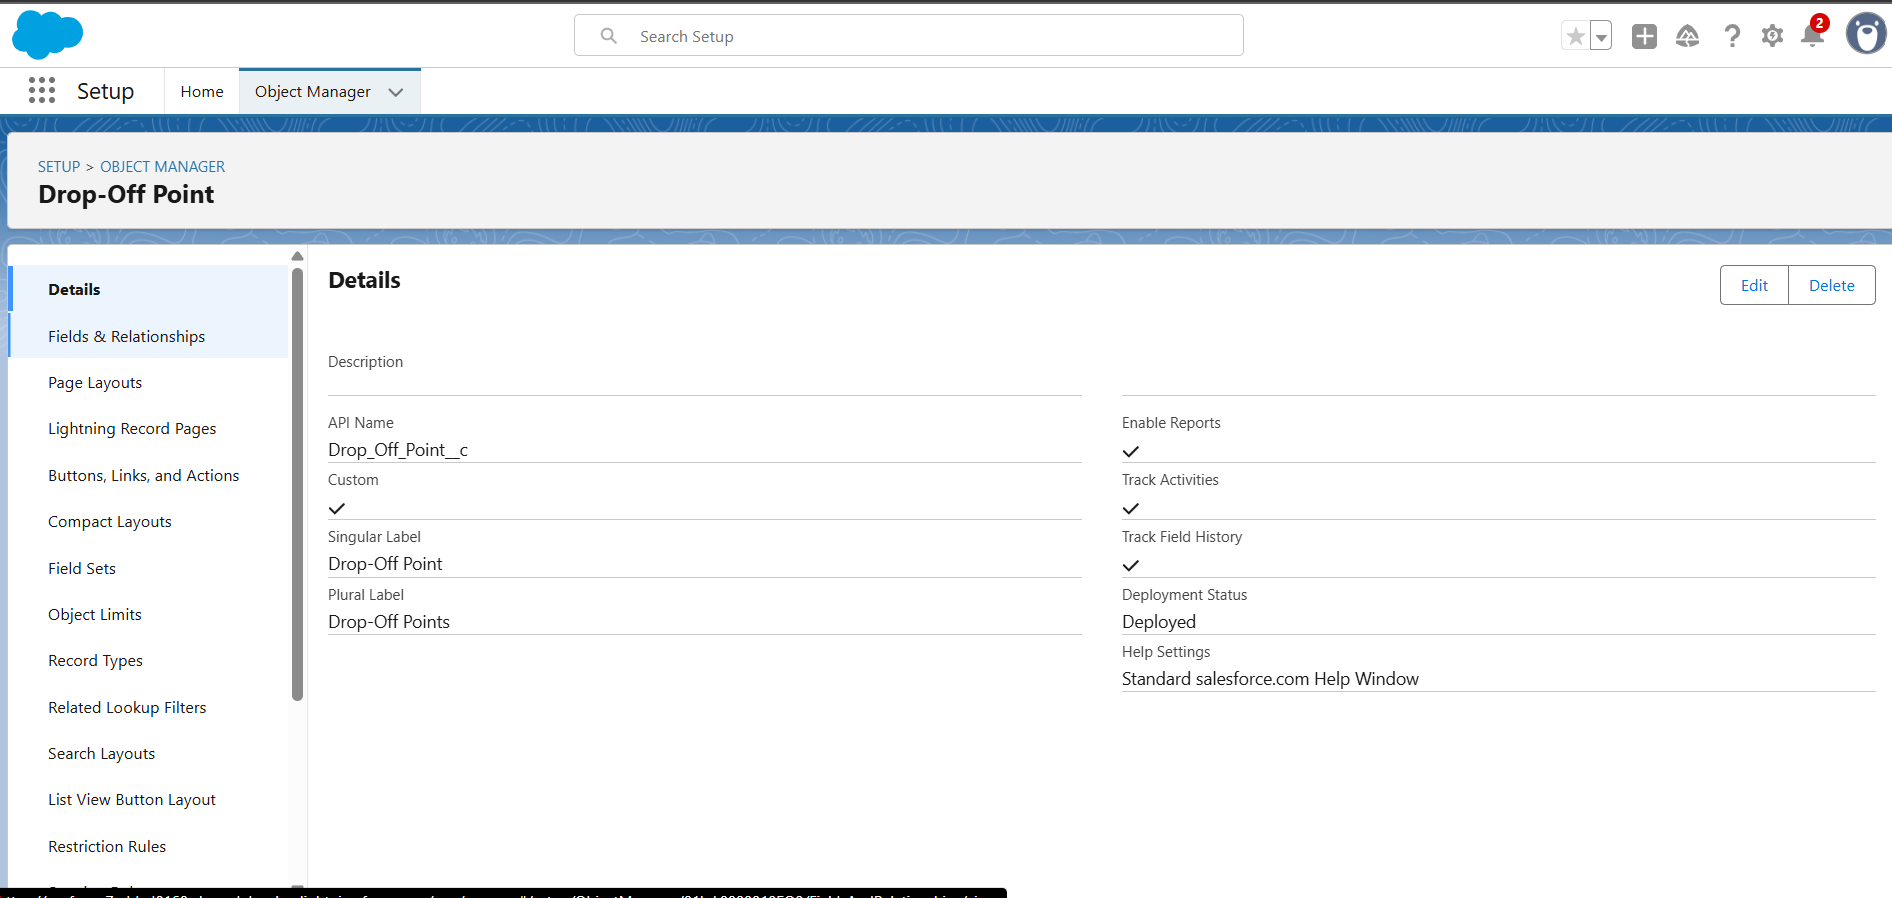 Search Setup
2
Setup
Home
Object Manager
SETUP > OBJECT MANAGER
Drop-Off Point
Details
Fields & Relationships
Page Layouts
Lightning Record Pages
Buttons, Links, and Actions
Compact Layouts
Field Sets
Object Limits
Record Types
Related Lookup Filters
Search Layouts
List View Button Layout
Restriction Rules
Details
Edit
Delete
Description
API Name
Drop_Off_Point__c
Custom
Singular Label
Drop-Off Point
Plural Label
Drop-Off Points
Enable Reports
Track Activities
Track Field History
Deployment Status
Deployed
Help Settings
Standard salesforce.com Help Window